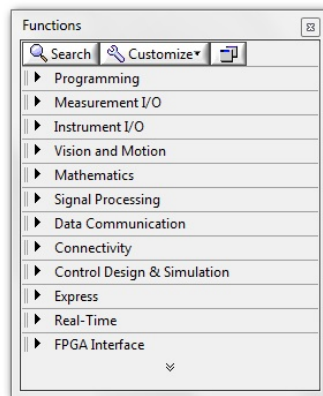 Functions
Search Customize
Programming
Measurement I/O
Instrument I/O
Vision and Motion
Mathematics
Signal Processing
Data Communication
Connectivity
Control Design & Simulation
Express
Real-Time
FPGA Interface